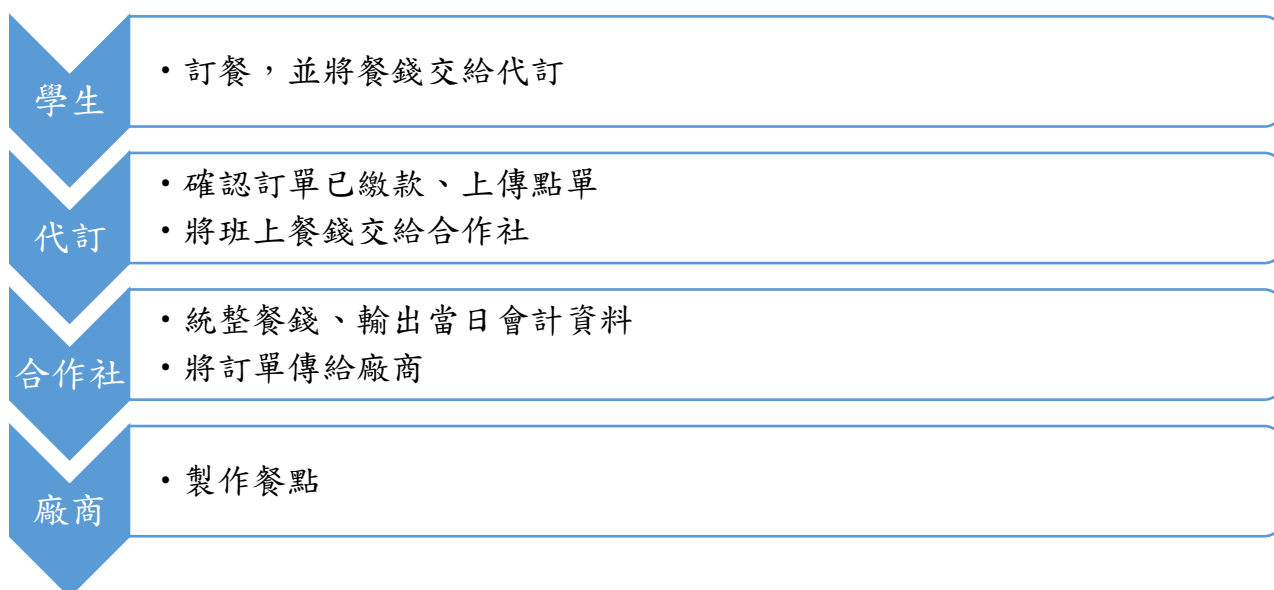 學生
・訂餐，並將餐錢交給代訂
代訂
・確認訂單已繳款、上傳點單
・將班上餐錢交給合作社
合作社
・統整餐錢、輸出當日會計資料
・將訂單傳給廠商
廠商
・製作餐點